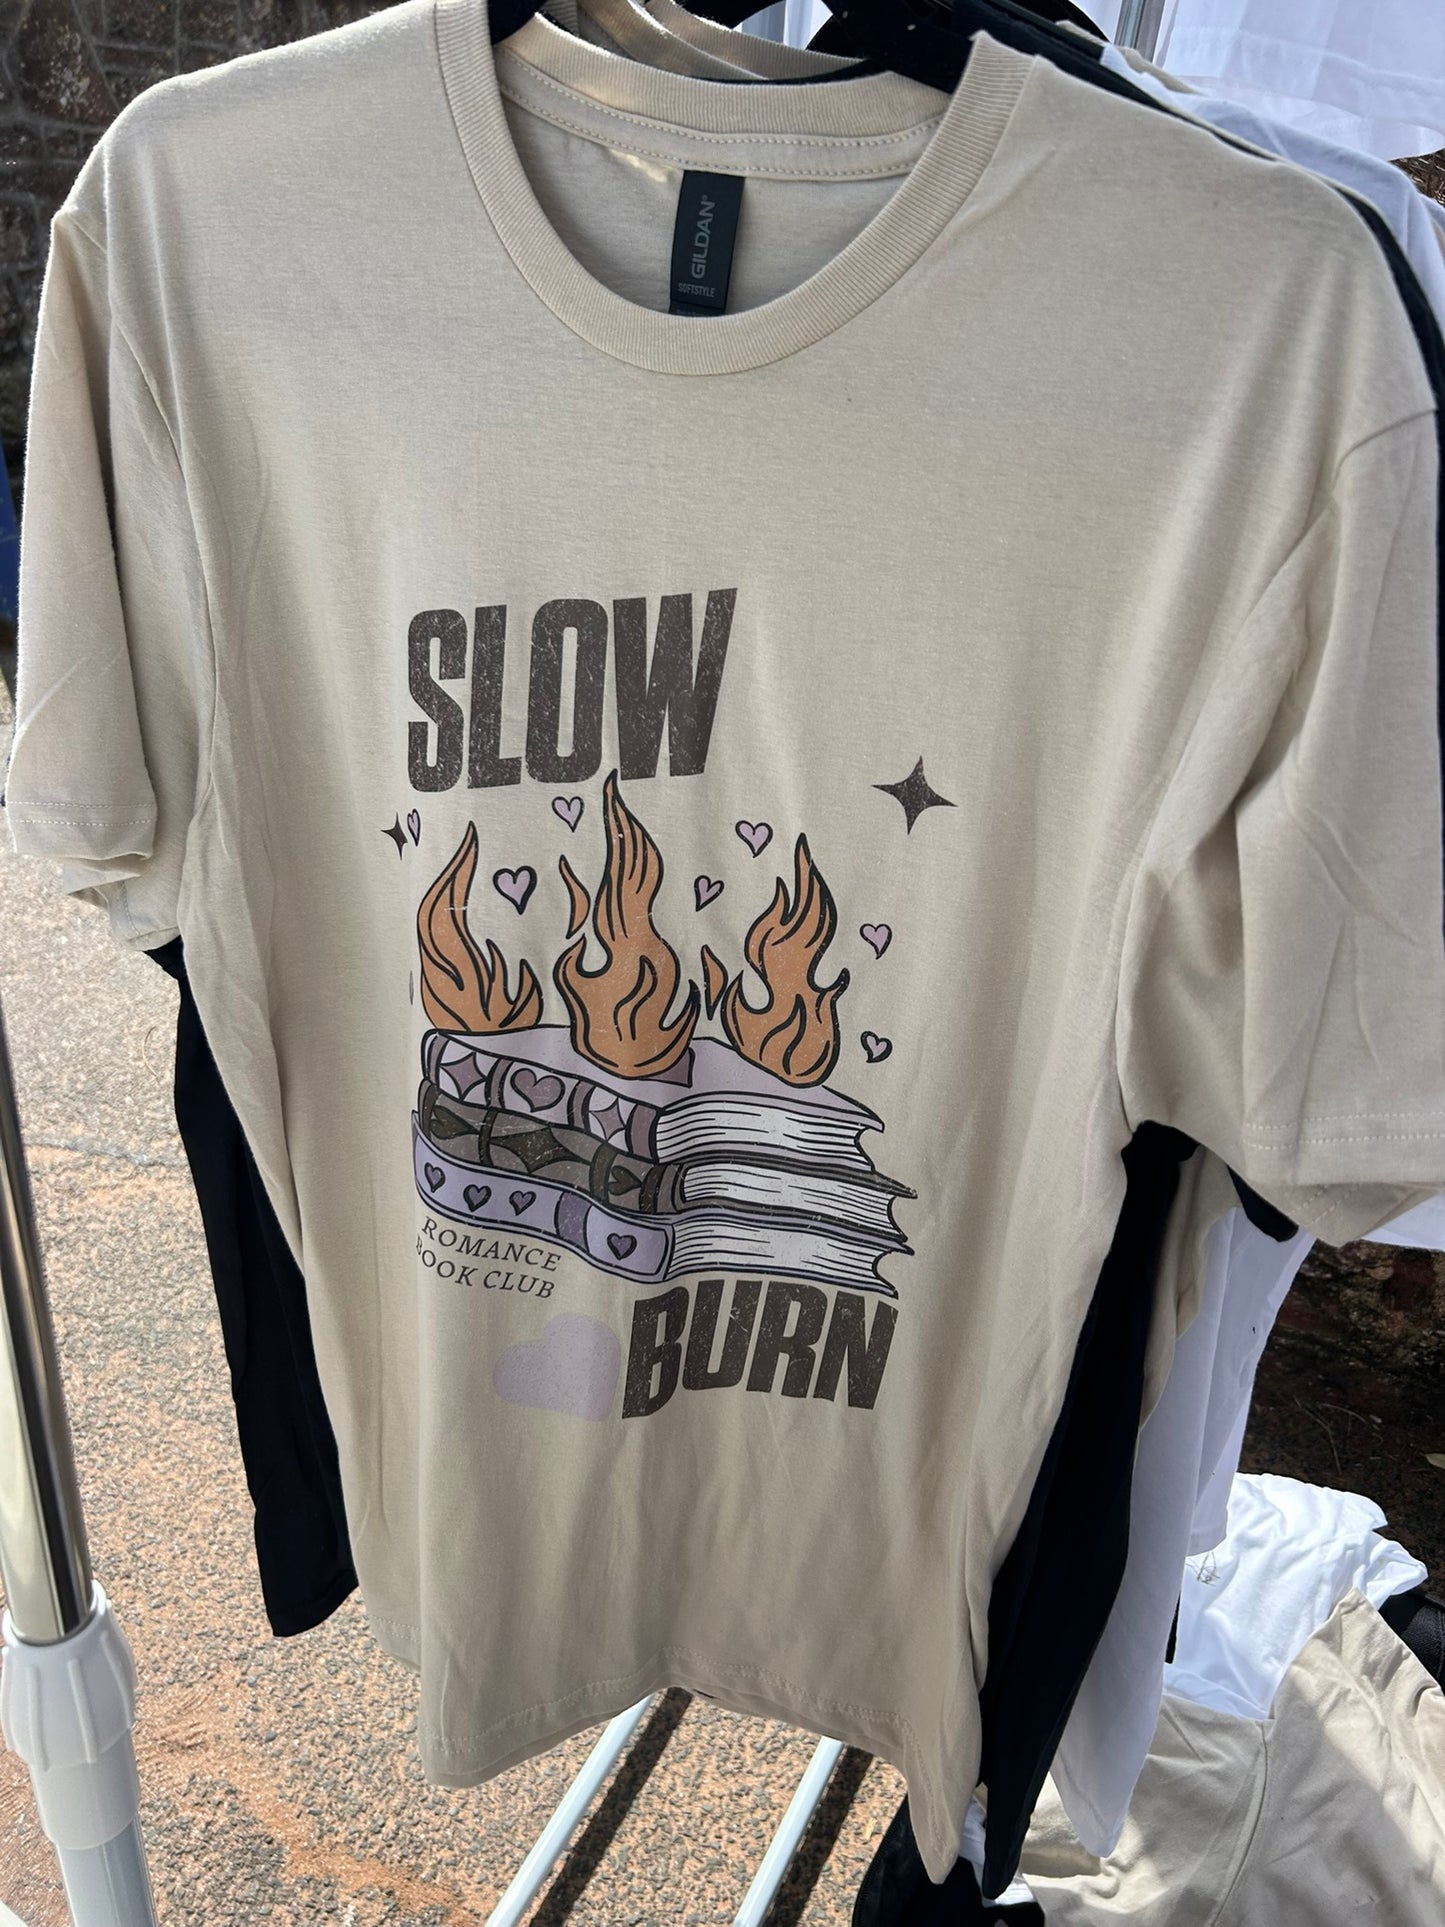 GILDAN®
SOFTSTYLE
SLOW
ROMANCE
BOOK CLUB
BURN